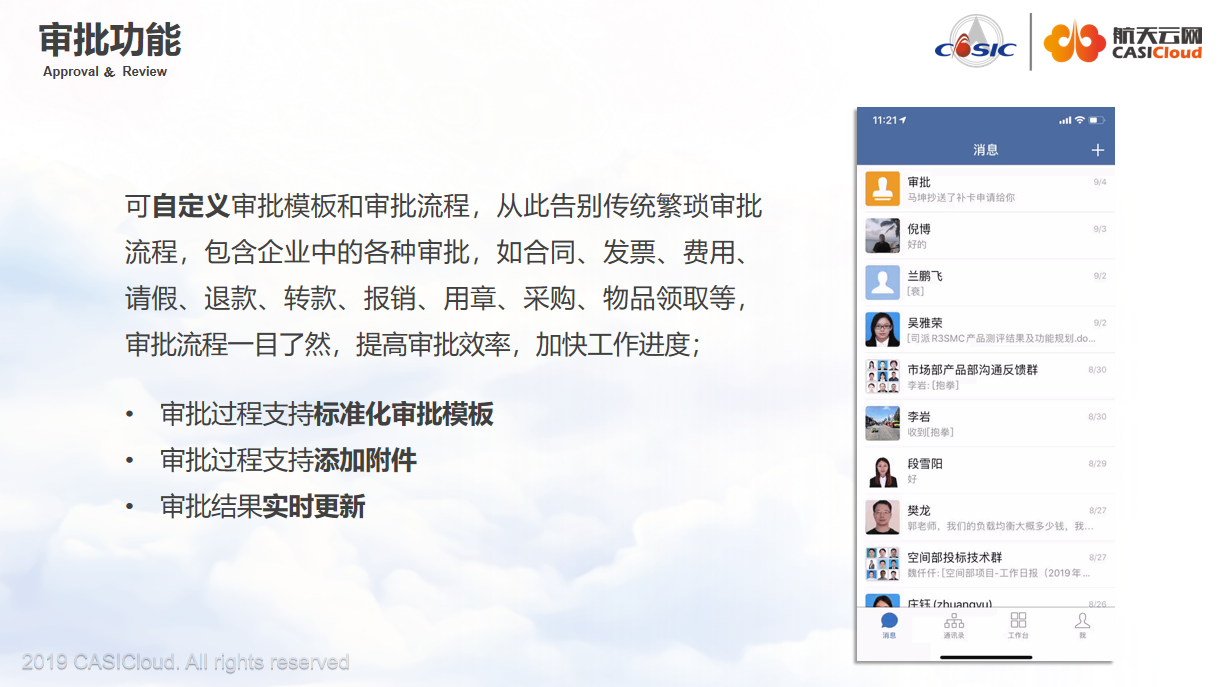 审批功能
Approval & Review
CASIC
航天云网
CASICloud
可自定义审批模板和审批流程，从此告别传统繁琐审批
流程，包含企业中的各种审批，如合同、发票、费用、
请假、退款、转款、报销、用章、采购、物品领取等，
审批流程一目了然，提高审批效率，加快工作进度；
• 审批过程支持标准化审批模板
• 审批过程支持添加附件
• 审批结果实时更新
11:21
消息
审批 9/4
马坤抄送了补卡申请给你
倪博 9/3
好的
兰鹏飞 9/2
[衰]
吴雅荣 9/2
[司派R3SMC产品测评结果及功能规划.do...
市场部产品部沟通反馈群 8/30
李岩: [抱拳]
李岩 8/30
收到[抱拳]
段雪阳 8/29
好
樊龙 8/27
郭老师，我们的负载均衡大概多少钱，我...
空间部投标技术群 8/27
魏仟仟: [空间部项目-工作日报（2019年...
庄钰(zhuangyu) 8/26
消息 通讯录 工作台 我
2019 CASICloud. All rights reserved